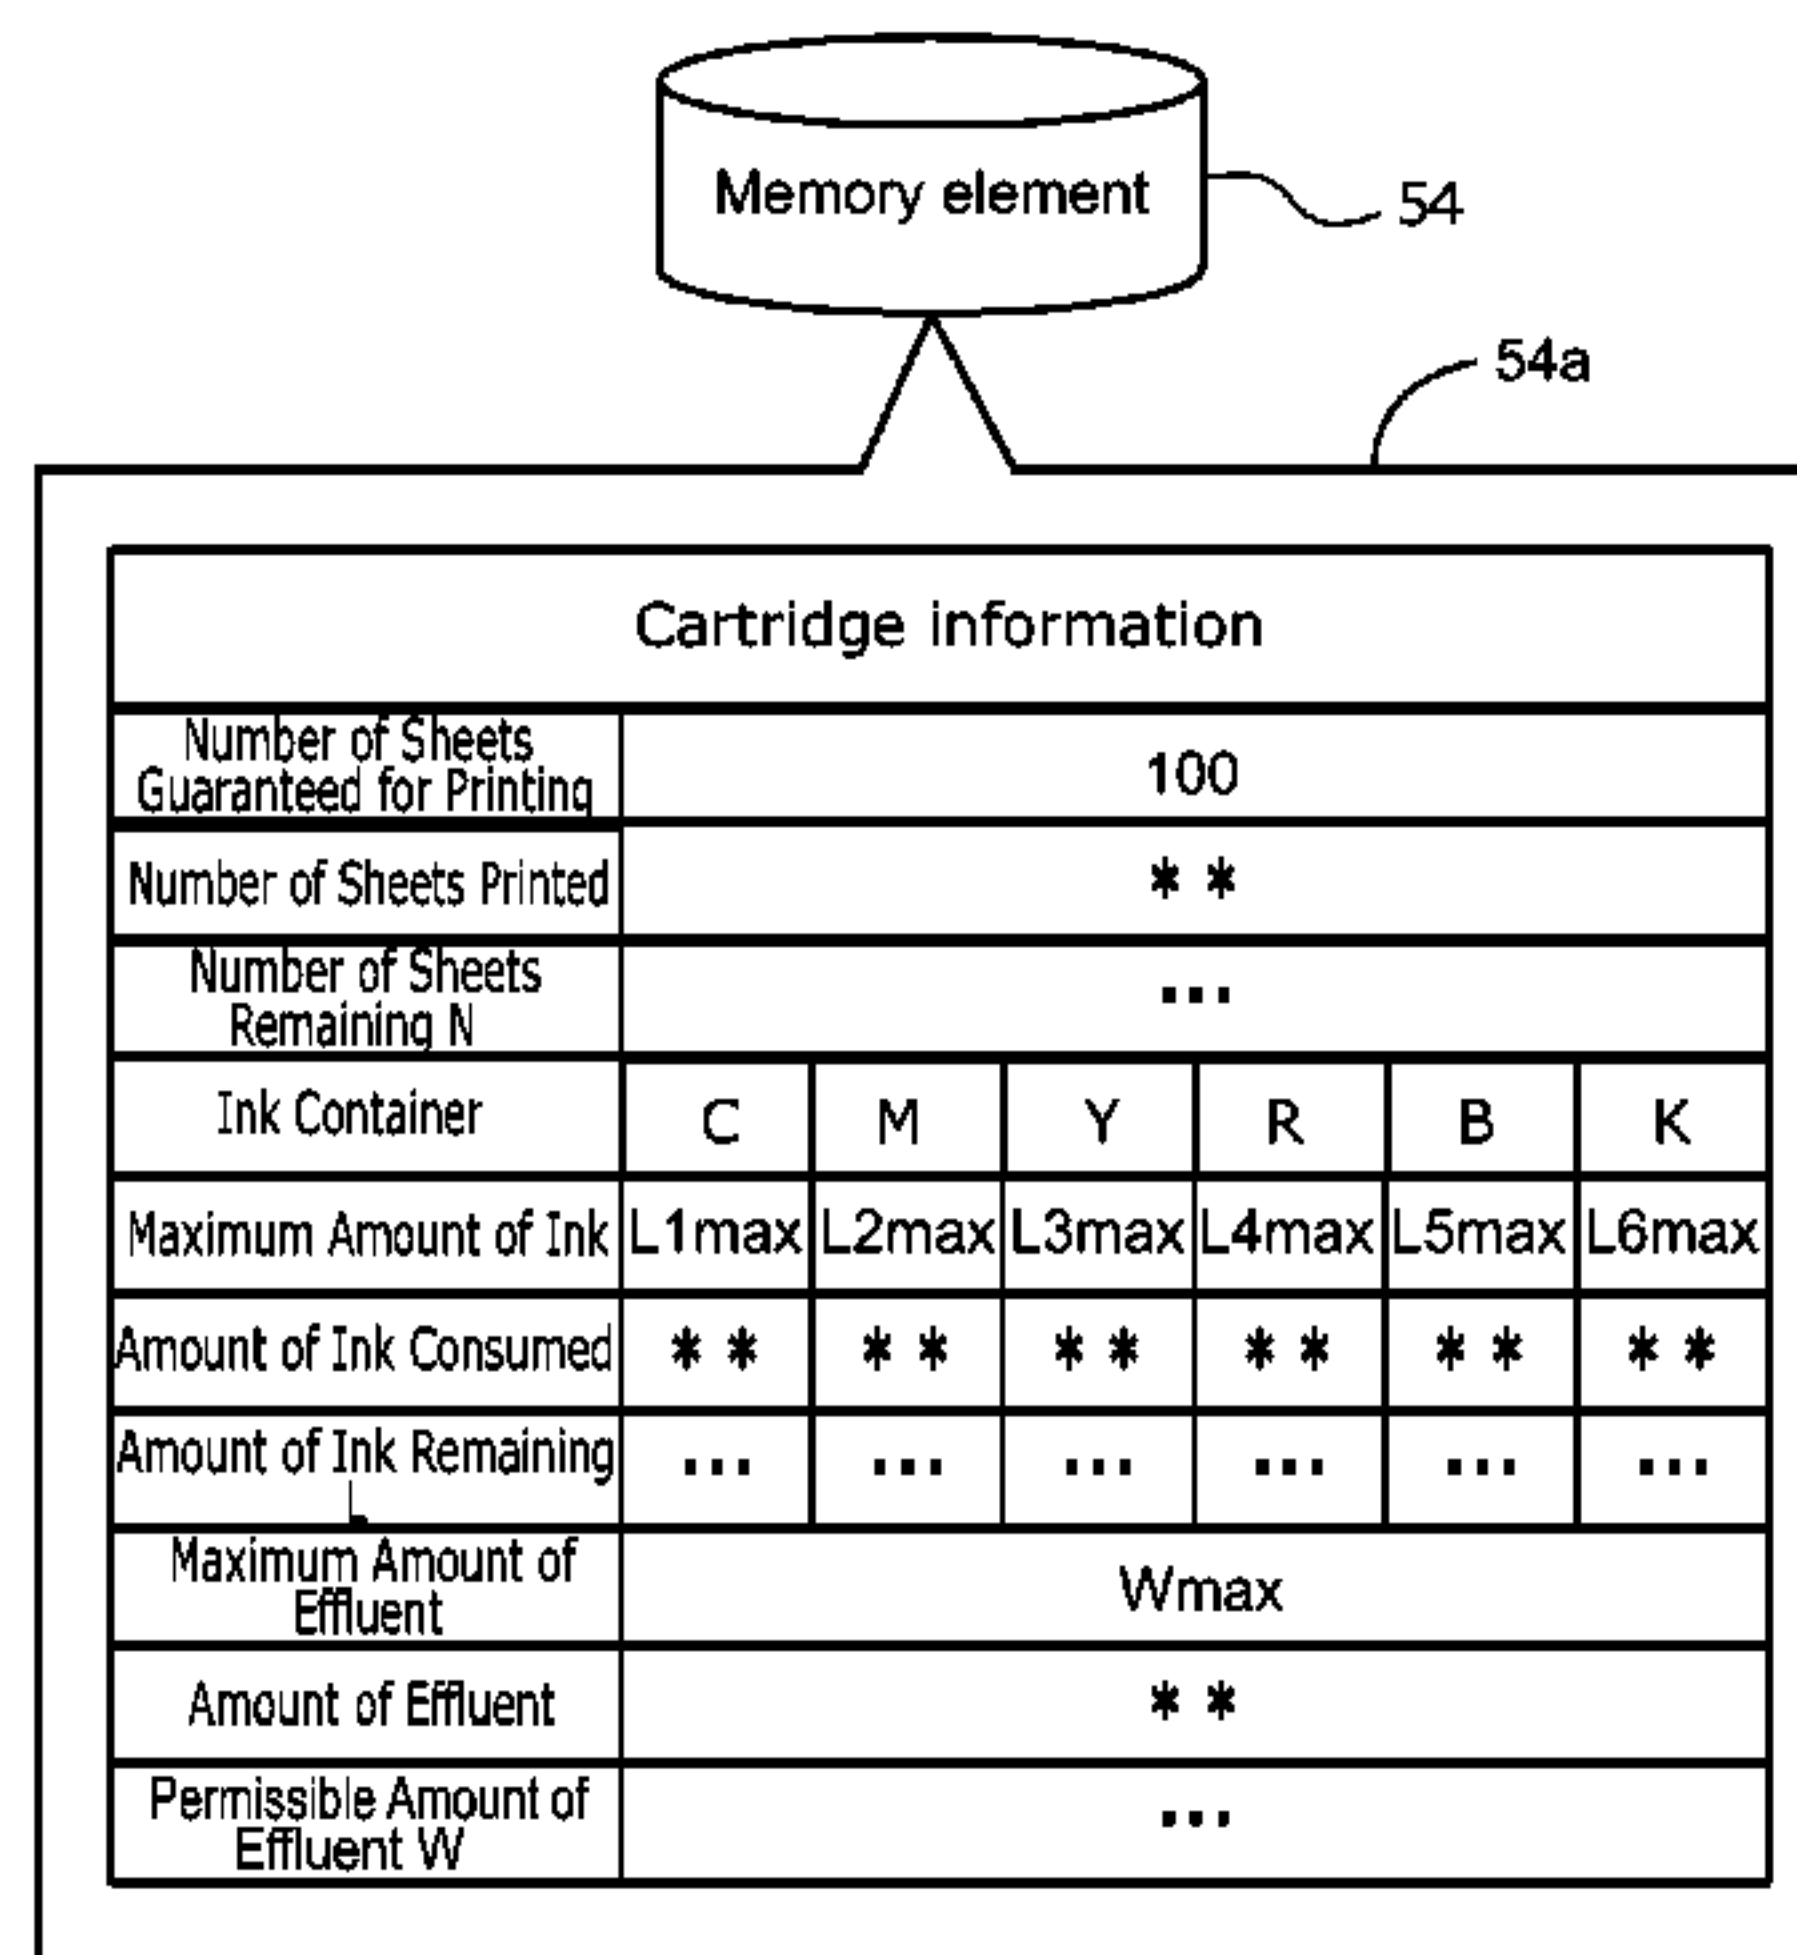 Memory element
54
54a
Cartridge information
Number of Sheets
Guaranteed for Printing
100
Number of Sheets Printed
* *
Number of Sheets
Remaining N
...
Ink Container C M Y R B K
Maximum Amount of Ink L1max L2max L3max L4max L5max L6max
Amount of Ink Consumed * * * * * * * * * * * *
Amount of Ink Remaining ... ... ... ... ... ...
Maximum Amount of
Effluent
Wmax
Amount of Effluent
* *
Permissible Amount of
Effluent W
...